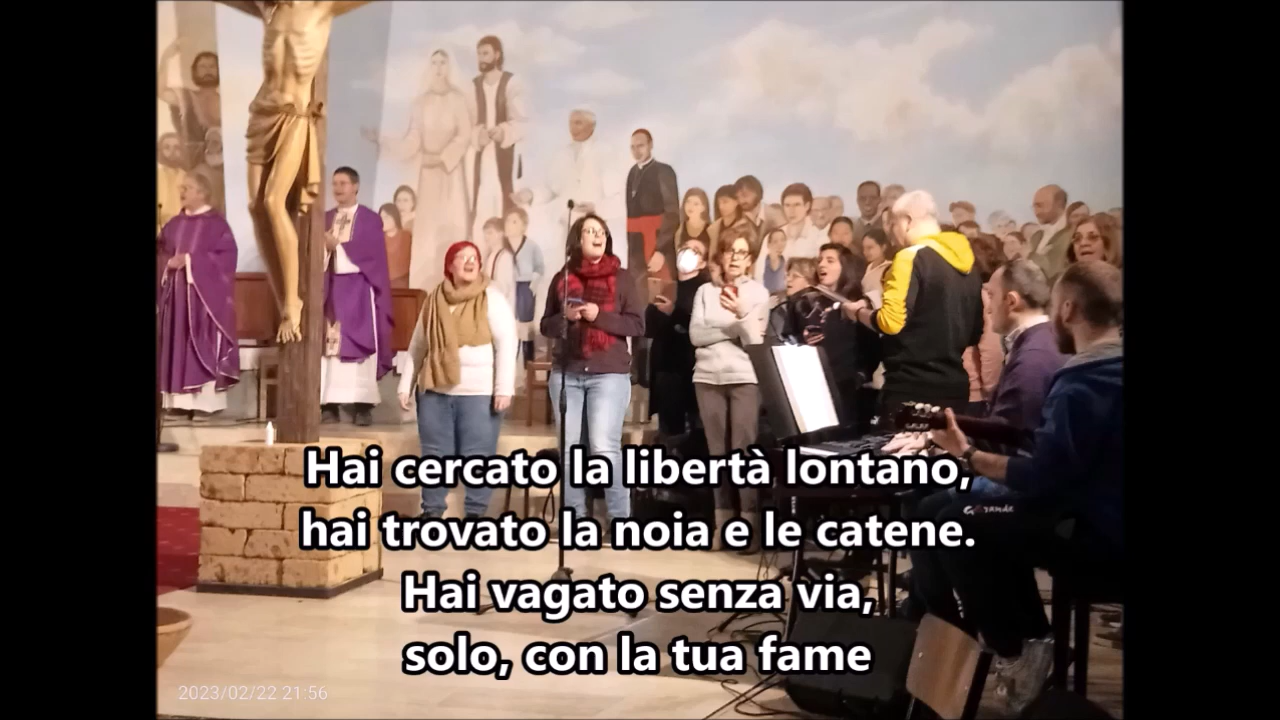 Hai cercato la libertà lontano,
hai trovato la noia e le catene.
Hai vagato senza via,
solo, con la tua fame
2023/02/22 21:56